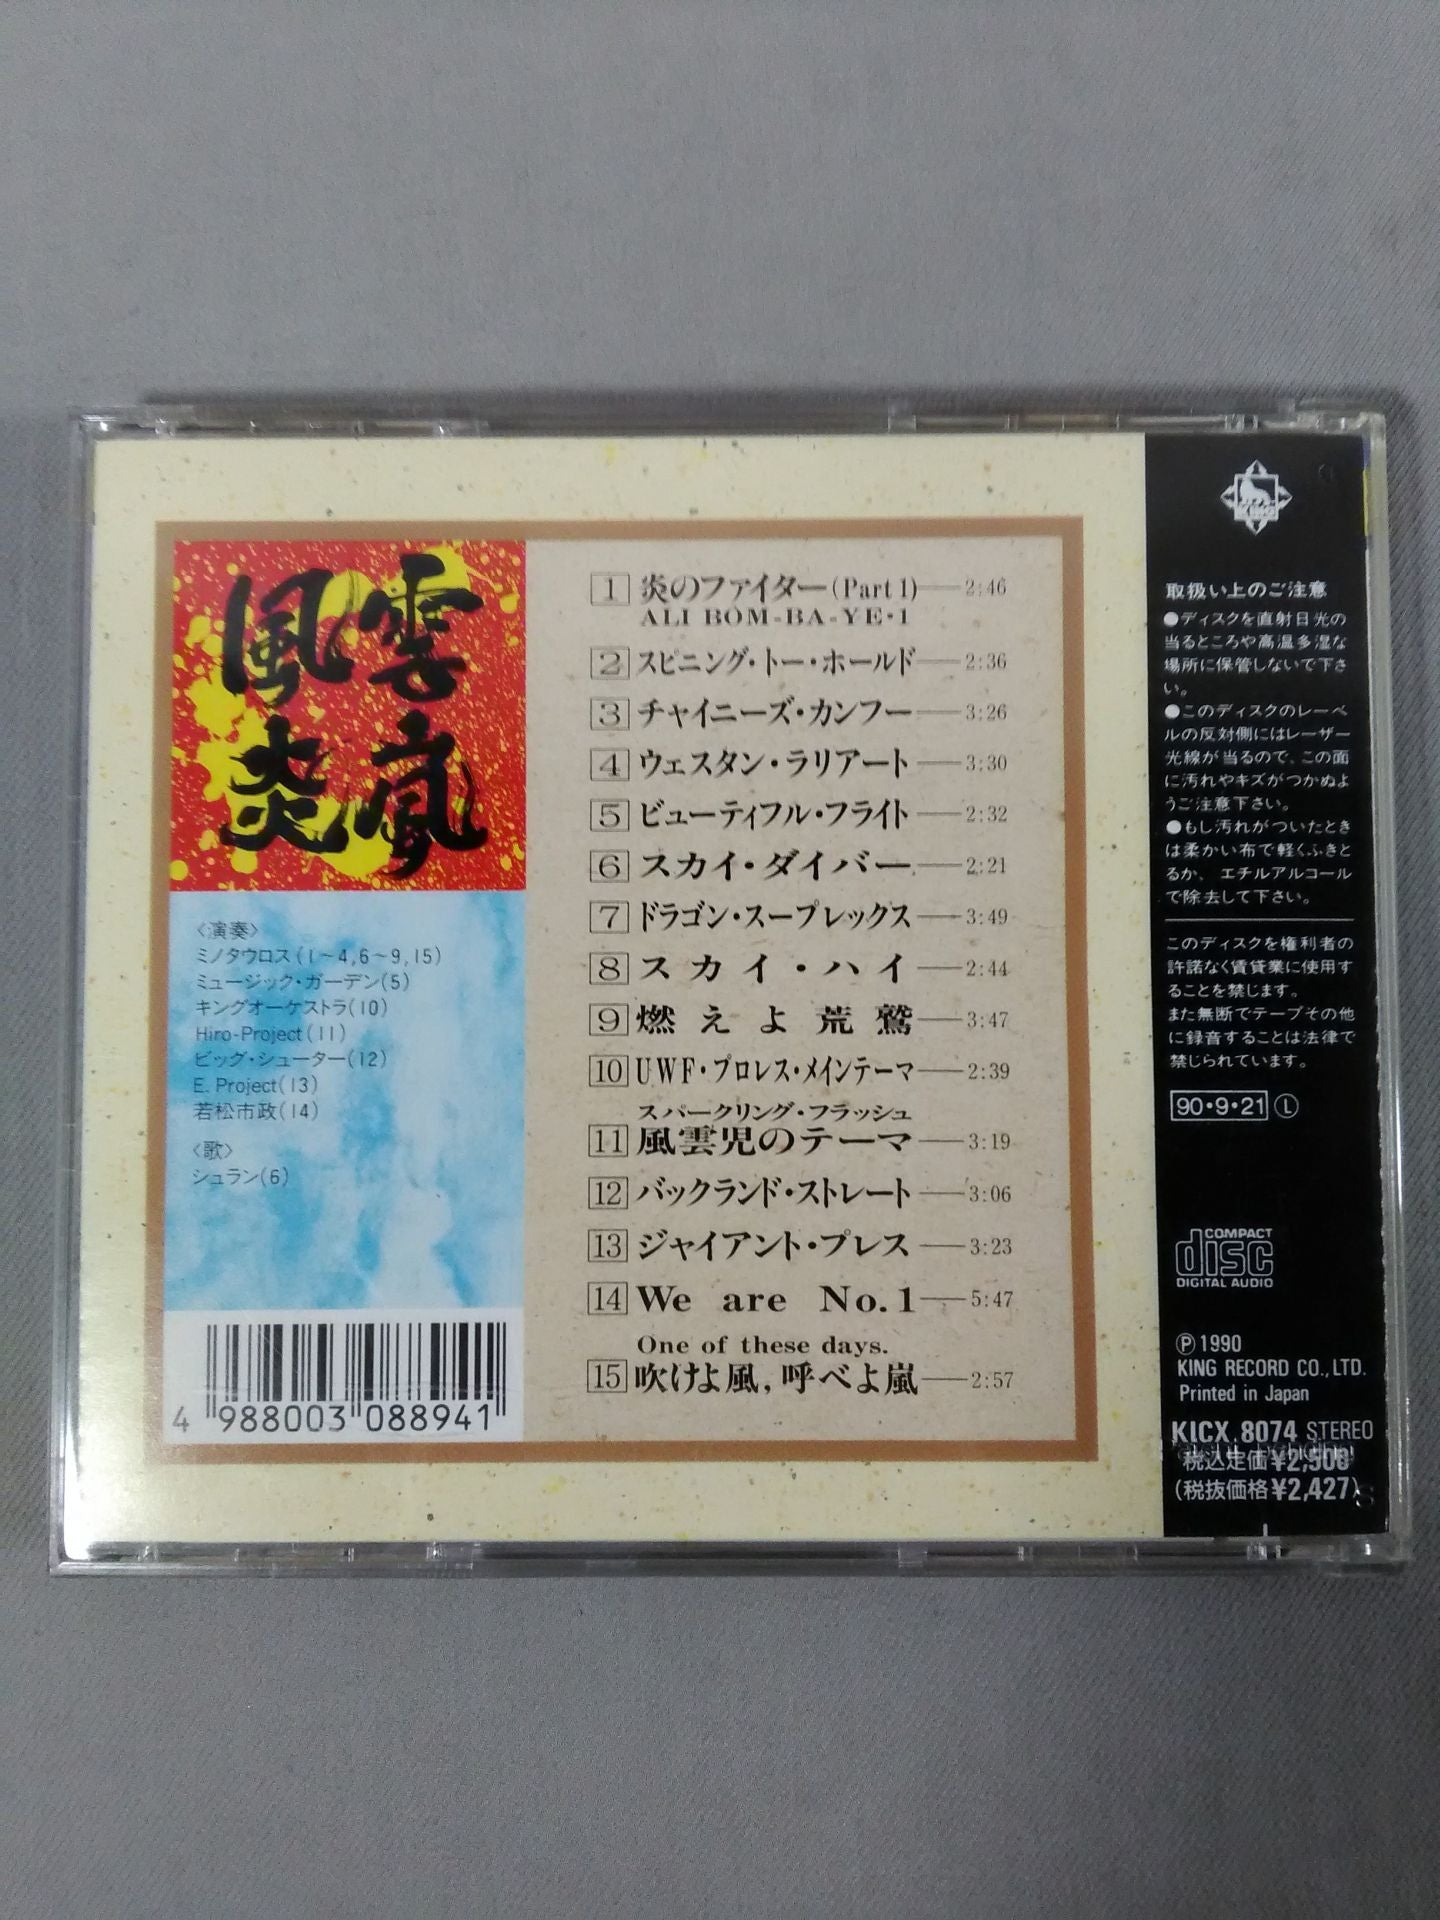 風雲
炎嵐
〈演奏〉
ミノタウロス(1~4,6~9,15)
ミュージック・ガーデン(5)
キングオーケストラ(10)
Hiro-Project(11)
ビッグ・シューター(12)
E. Project(13)
若松市政(14)
〈歌〉
シュラン(6)
4 988003 088941
1 炎のファイター(Part 1)―2:46
ALI BOM-BA-YE・1
2 スピニング・トー・ホールド―2:36
3 チャイニーズ・カンフー―3:26
4 ウェスタン・ラリアート―3:30
5 ビューティフル・フライト―2:32
6 スカイ・ダイバー―2:21
7 ドラゴン・スープレックス―3:49
8 スカイ・ハイ―2:44
9 燃えよ荒鷲―3:47
10 UWF・プロレス・メインテーマ―2:39
スパークリング・フラッシュ
11 風雲児のテーマ―3:19
12 バックランド・ストレート―3:06
13 ジャイアント・プレス―3:23
14 We are No.1―5:47
One of these days.
15 吹けよ風,呼べよ嵐―2:57
KING
取扱い上のご注意
●ディスクを直射日光の
当るところや高温多湿な
場所に保管しないで下さ
い。
●このディスクのレーベ
ルの反対側にはレーザー
光線が当るので、この面
に汚れやキズがつかぬよ
うご注意下さい。
●もし汚れがついたとき
は柔かい布で軽くふきと
るか、エチルアルコール
で除去して下さい。
このディスクを権利者の
許諾なく賃貸業に使用す
ることを禁じます。
また無断でテープその他
に録音することは法律で
禁じられています。
90・9・21 Ⓛ
COMPACT
disc
DIGITAL AUDIO
Ⓟ1990
KING RECORD CO.,LTD.
Printed in Japan
KICX 8074 STEREO
(税込定価¥2,500
(税抜価格¥2,427)